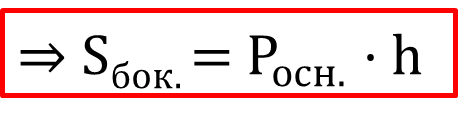 ⇒ Sбок. = Pосн. · h